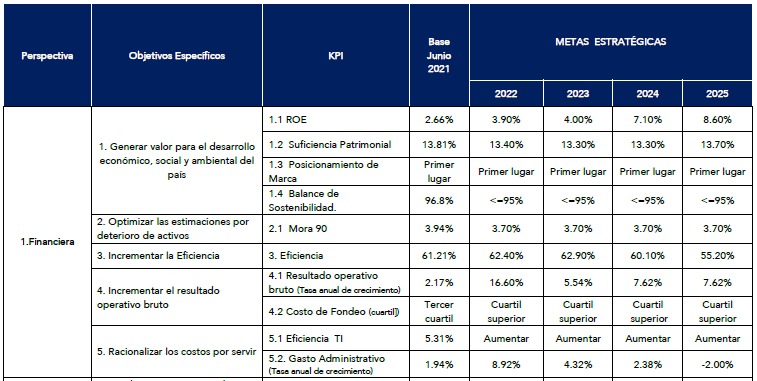 Perspectiva Objetivos Específicos KPI Base Junio 2021 METAS ESTRATÉGICAS
2022 2023 2024 2025
1.Financiera
1. Generar valor para el desarrollo
económico, social y ambiental del
país
1.1 ROE 2.66% 3.90% 4.00% 7.10% 8.60%
1.2 Suficiencia Patrimonial 13.81% 13.40% 13.30% 13.30% 13.70%
1.3 Posicionamiento de
Marca
Primer
lugar
Primer lugar Primer lugar Primer lugar Primer lugar
1.4 Balance de
Sostenibilidad.
96.8% <=95% <=95% <=95% <=95%
2. Optimizar las estimaciones por
deterioro de activos
2.1 Mora 90 3.94% 3.70% 3.70% 3.70% 3.70%
3. Incrementar la Eficiencia 3. Eficiencia 61.21% 62.40% 62.90% 60.10% 55.20%
4. Incrementar el resultado
operativo bruto
4.1 Resultado operativo
bruto (Tasa anual de crecimiento)
2.17% 16.60% 5.54% 7.62% 7.62%
4.2 Costo de Fondeo (cuartil])
Tercer
cuartil
Cuartil
superior
Cuartil
superior
Cuartil
superior
Cuartil
superior
5. Racionalizar los costos por servir
5.1 Eficiencia TI 5.31% Aumentar Aumentar Aumentar Aumentar
5.2. Gasto Administrativo
(Tasa anual de crecimiento)
1.94% 8.92% 4.32% 2.38% -2.00%